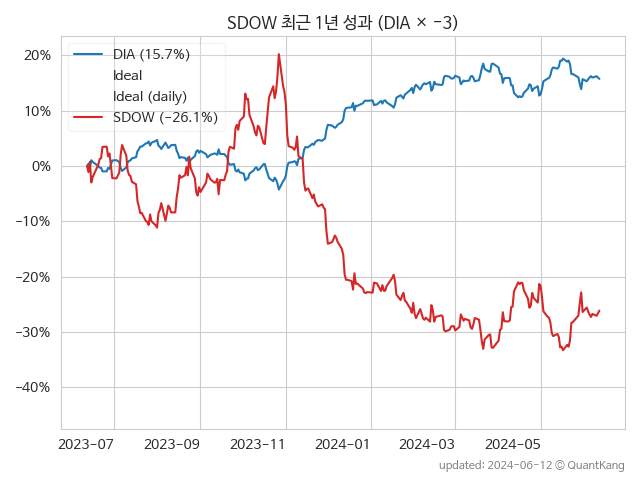 SDOW 최근 1년 성과 (DIA × −3)
DIA (15.7%)
Ideal
Ideal (daily)
SDOW (−26.1%)
20%
10%
0%
−10%
−20%
−30%
−40%
2023−07
2023−09
2023−11
2024−01
2024−03
2024−05
updated: 2024-06-12 © QuantKang